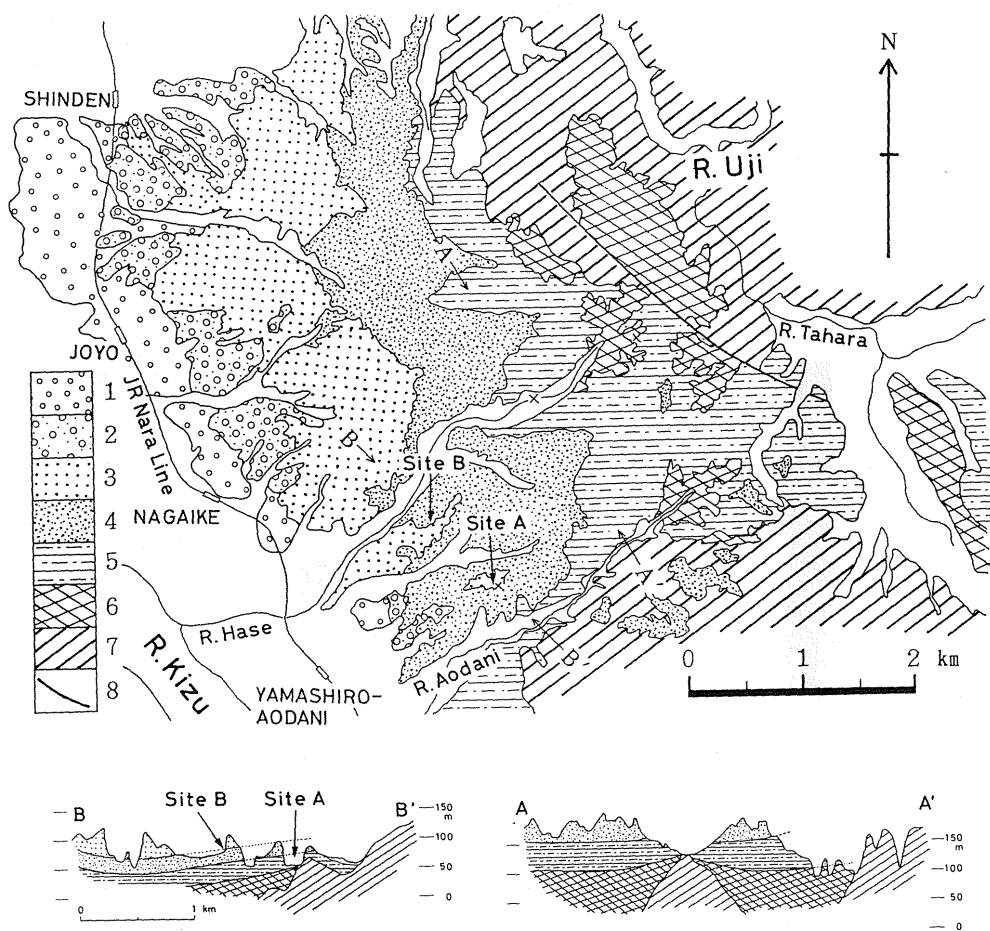 N
SHINDEN
R. Uji
A
R. Tahara
JOYO
JR Nara Line
1
2
3
4
5
6
7
8
B
Site B
NAGAIKE
Site A
A'
R. Hase
R. Kizu
R. Aodani
B'
0 1 2 km
YAMASHIRO-
AODANI
B Site B Site A B'
150
m
100
50
0
0 1 km
A A'
150
m
100
50
0